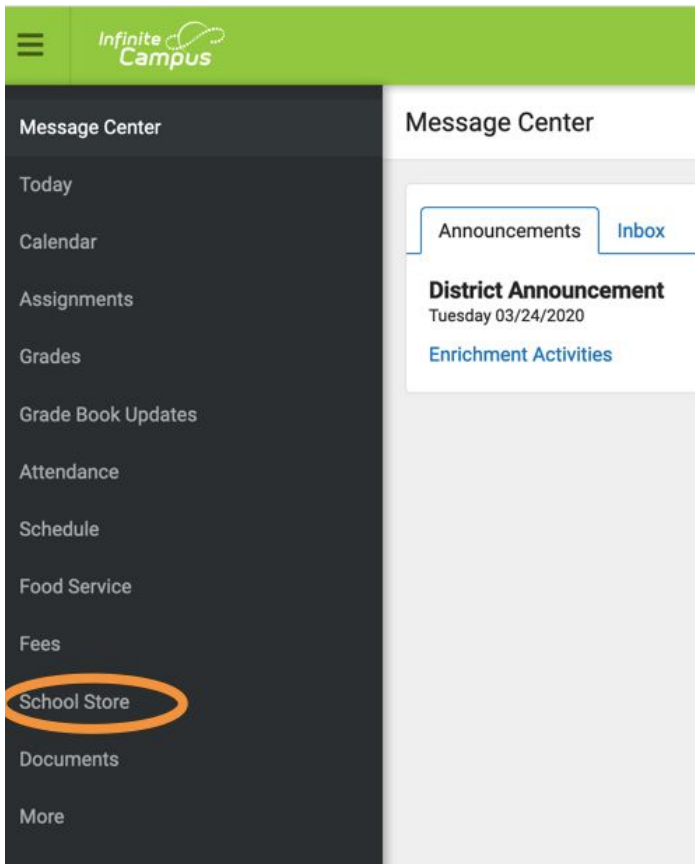 Infinite
Campus
Message Center
Today
Calendar
Assignments
Grades
Grade Book Updates
Attendance
Schedule
Food Service
Fees
School Store
Documents
More
Message Center
Announcements Inbox
District Announcement
Tuesday 03/24/2020
Enrichment Activities